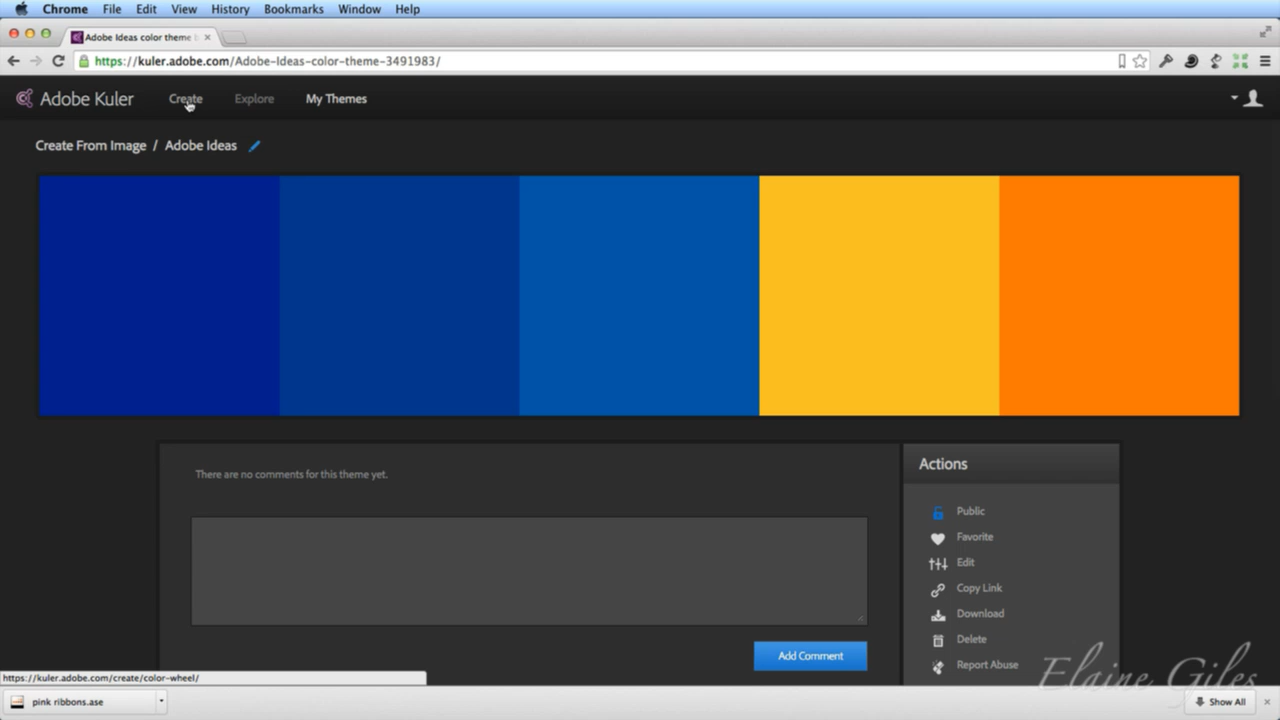 Chrome File Edit View History Bookmarks Window Help
Adobe Ideas color theme
https://kuler.adobe.com/Adobe-Ideas-color-theme-3491983/
Adobe Kuler Create Explore My Themes
Create From Image / Adobe Ideas
There are no comments for this theme yet.
Add Comment
Actions
Public
Favorite
Edit
Copy Link
Download
Delete
Report Abuse
Elaine Giles
https://kuler.adobe.com/create/color-wheel/
pink ribbons.ase
Show All